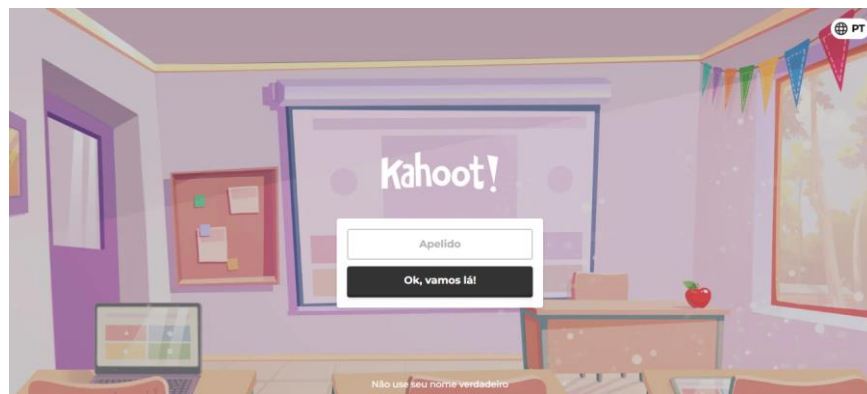 PT
Kahoot!
Apelido
Ok, vamos lá!
Não use seu nome verdadeiro